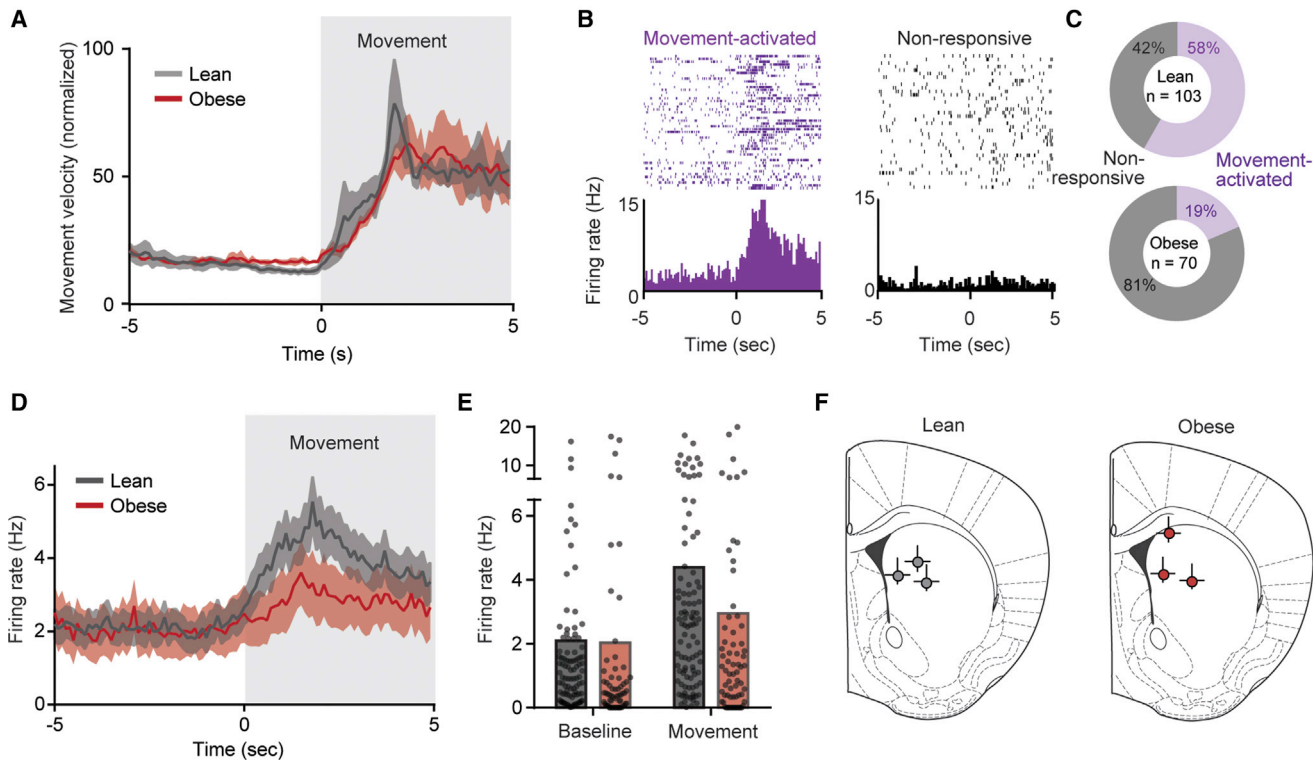 A
Movement velocity (normalized)
100
50
0
Movement
Lean
Obese
-5
0
5
Time (s)
B
Movement-activated
Non-responsive
Firing rate (Hz)
15
0
15
0
-5
0
5
-5
0
5
Time (sec)
Time (sec)
C
42%
58%
Lean
n = 103
Non-
responsive
Movement-
activated
19%
Obese
n = 70
81%
D
Firing rate (Hz)
6
4
2
0
Movement
Lean
Obese
-5
0
5
Time (sec)
E
20
10
6
4
2
0
Baseline
Movement
F
Lean
Obese